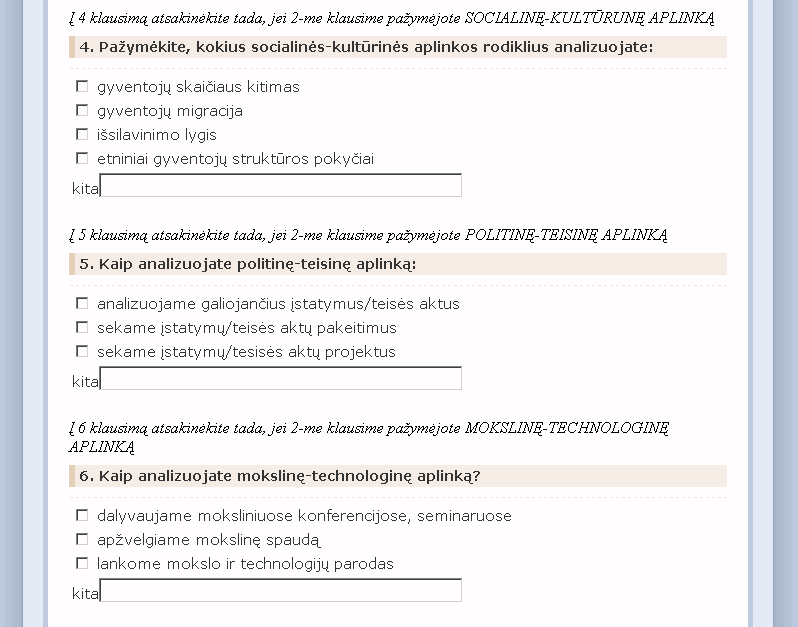 Į 4 klausimą atsakinėkite tada, jei 2-me klausime pažymėjote SOCIALINĘ-KULTŪRUNĘ APLINKĄ
4. Pažymėkite, kokius socialinės-kultūrinės aplinkos rodiklius analizuojate:
gyventojų skaičiaus kitimas
gyventojų migracija
išsilavinimo lygis
etniniai gyventojų struktūros pokyčiai
kita
Į 5 klausimą atsakinėkite tada, jei 2-me klausime pažymėjote POLITINĘ-TEISINĘ APLINKĄ
5. Kaip analizuojate politinę-teisinę aplinką:
analizuojame galiojančius įstatymus/teisės aktus
sekame įstatymų/teisės aktų pakeitimus
sekame įstatymų/tesisės aktų projektus
kita
Į 6 klausimą atsakinėkite tada, jei 2-me klausime pažymėjote MOKSLINĘ-TECHNOLOGINĘ
APLINKĄ
6. Kaip analizuojate mokslinę-technologinę aplinką?
dalyvaujame moksliniuose konferencijose, seminaruose
apžvelgiame mokslinę spaudą
lankome mokslo ir technologijų parodas
kita